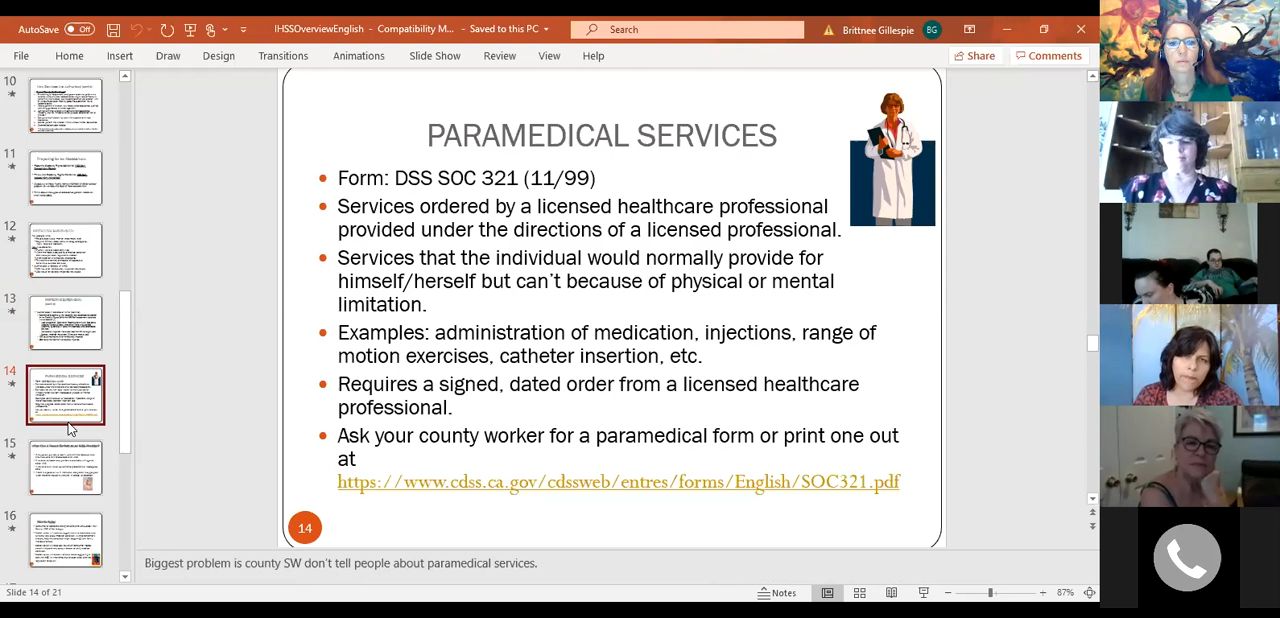 AutoSave Off IHSSOverviewEnglish - Compatibility M... - Saved to this PC Search Brittnee Gillespie BG
File Home Insert Draw Design Transitions Animations Slide Show Review View Help Share Comments
10
11
12
13
14
15
16
PARAMEDICAL SERVICES
• Form: DSS SOC 321 (11/99)
• Services ordered by a licensed healthcare professional
provided under the directions of a licensed professional.
• Services that the individual would normally provide for
himself/herself but can't because of physical or mental
limitation.
• Examples: administration of medication, injections, range of
motion exercises, catheter insertion, etc.
• Requires a signed, dated order from a licensed healthcare
professional.
• Ask your county worker for a paramedical form or print one out
at
https://www.cdss.ca.gov/cdssweb/entres/forms/English/SOC321.pdf
14
Biggest problem is county SW don't tell people about paramedical services.
Slide 14 of 21 Notes 87%